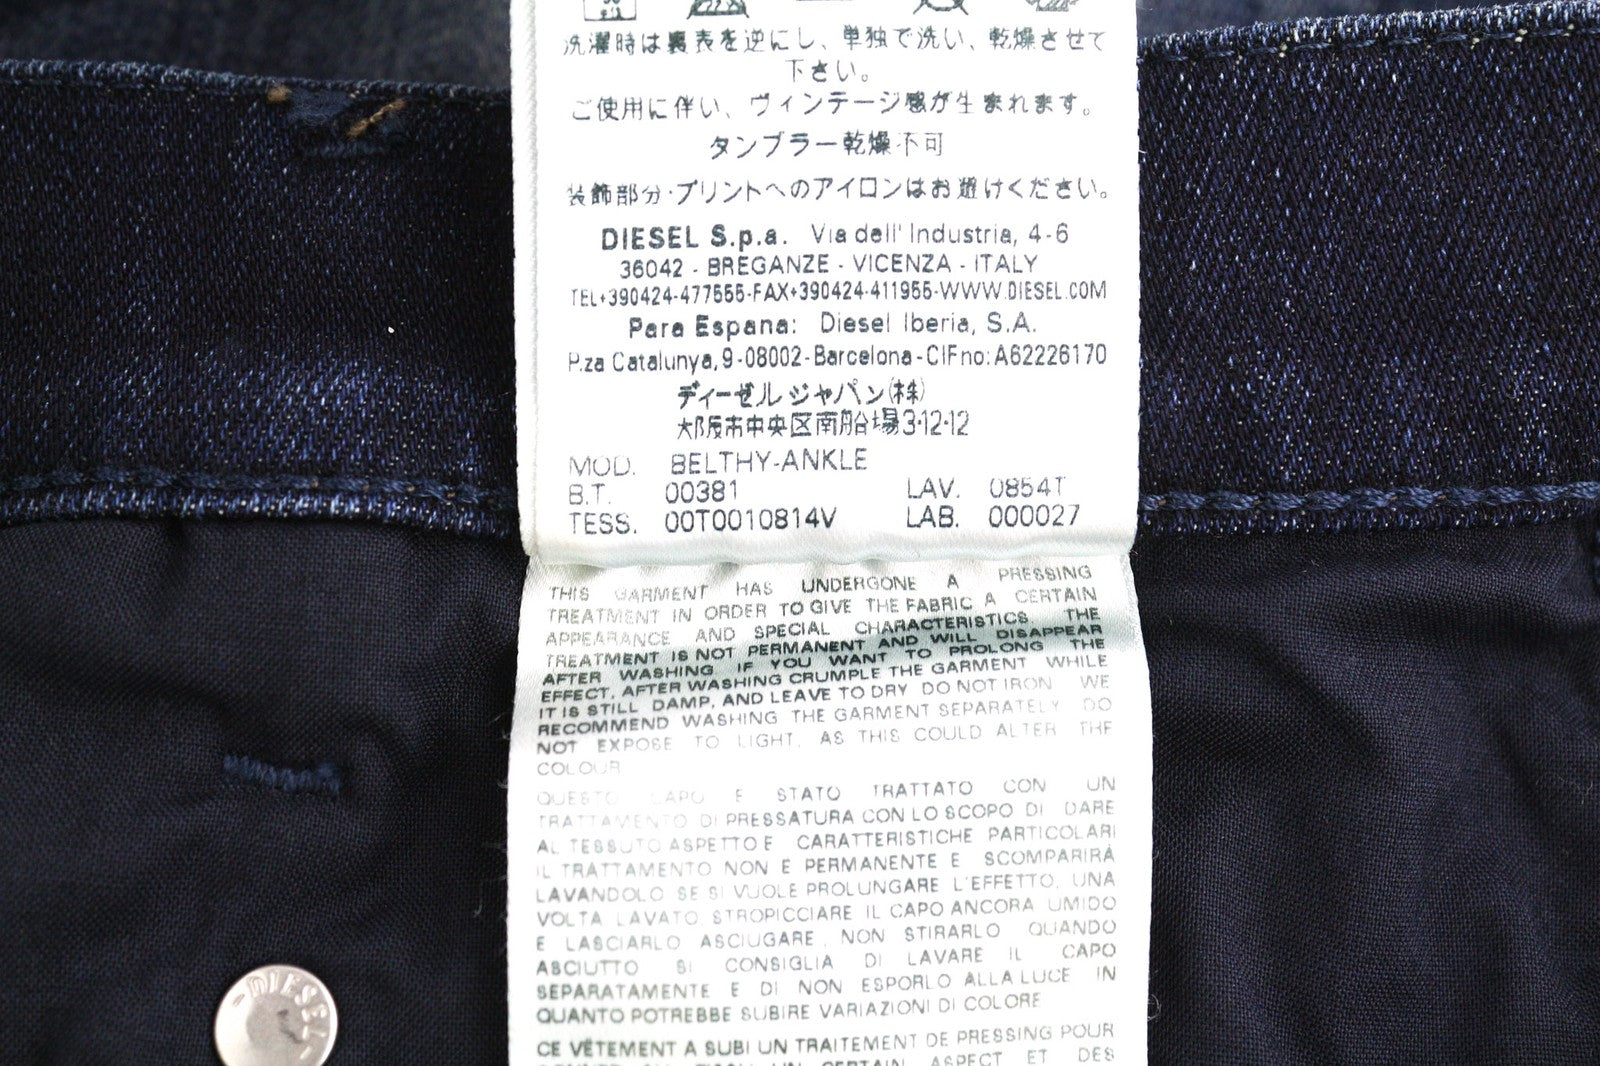 洗濯時は裏表を逆にし、単独で洗い、乾燥させて
下さい。
ご使用に伴い、ヴィンテージ感が生まれます。
タンブラー乾燥不可
装飾部分・プリントへのアイロンはお避けください。
DIESEL S.p.a. Via dell' Industria, 4-6
36042 - BREGANZE - VICENZA - ITALY
TEL+390424-477555-FAX+390424-411955-WWW.DIESEL.COM
Para Espana: Diesel Iberia, S.A.
P.za Catalunya, 9-08002-Barcelona-CIFno: A62226170
ディーゼル ジャパン(株)
大阪市中央区南船場3-12-12
MOD. BELTHY-ANKLE
B.T. 00381 LAV. 0854T
TESS. 00T0010814V LAB. 000027
THIS GARMENT HAS UNDERGONE A PRESSING
TREATMENT IN ORDER TO GIVE THE FABRIC A CERTAIN
APPEARANCE AND SPECIAL CHARACTERISTICS THE
TREATMENT IS NOT PERMANENT AND WILL DISAPPEAR
AFTER WASHING IF YOU WANT TO PROLONG THE
EFFECT, AFTER WASHING CRUMPLE THE GARMENT WHILE
IT IS STILL DAMP, AND LEAVE TO DRY DO NOT IRON WE
RECOMMEND WASHING THE GARMENT SEPARATELY DO
NOT EXPOSE TO LIGHT, AS THIS COULD ALTER THE
COLOUR
QUESTO CAPO E STATO TRATTATO CON UN
TRATTAMENTO DI PRESSATURA CON LO SCOPO DI DARE
AL TESSUTO ASPETTO E CARATTERISTICHE PARTICOLARI
IL TRATTAMENTO NON E PERMANENTE E SCOMPARIRÀ
LAVANDOLO SE SI VUOLE PROLUNGARE L'EFFETTO, UNA
VOLTA LAVATO, STROPICCIARE IL CAPO ANCORA UMIDO
E LASCIARLO ASCIUGARE, NON STIRARLO QUANDO
ASCIUTTO SI CONSIGLIA DI LAVARE IL CAPO
SEPARATAMENTE E DI NON ESPORLO ALLA LUCE IN
QUANTO POTREBBE SUBIRE VARIAZIONI DI COLORE
CE VÊTEMENT A SUBI UN TRAITEMENT DE PRESSING POUR
DONNER AU TISSU UN CERTAIN ASPECT ET DES
DIESEL